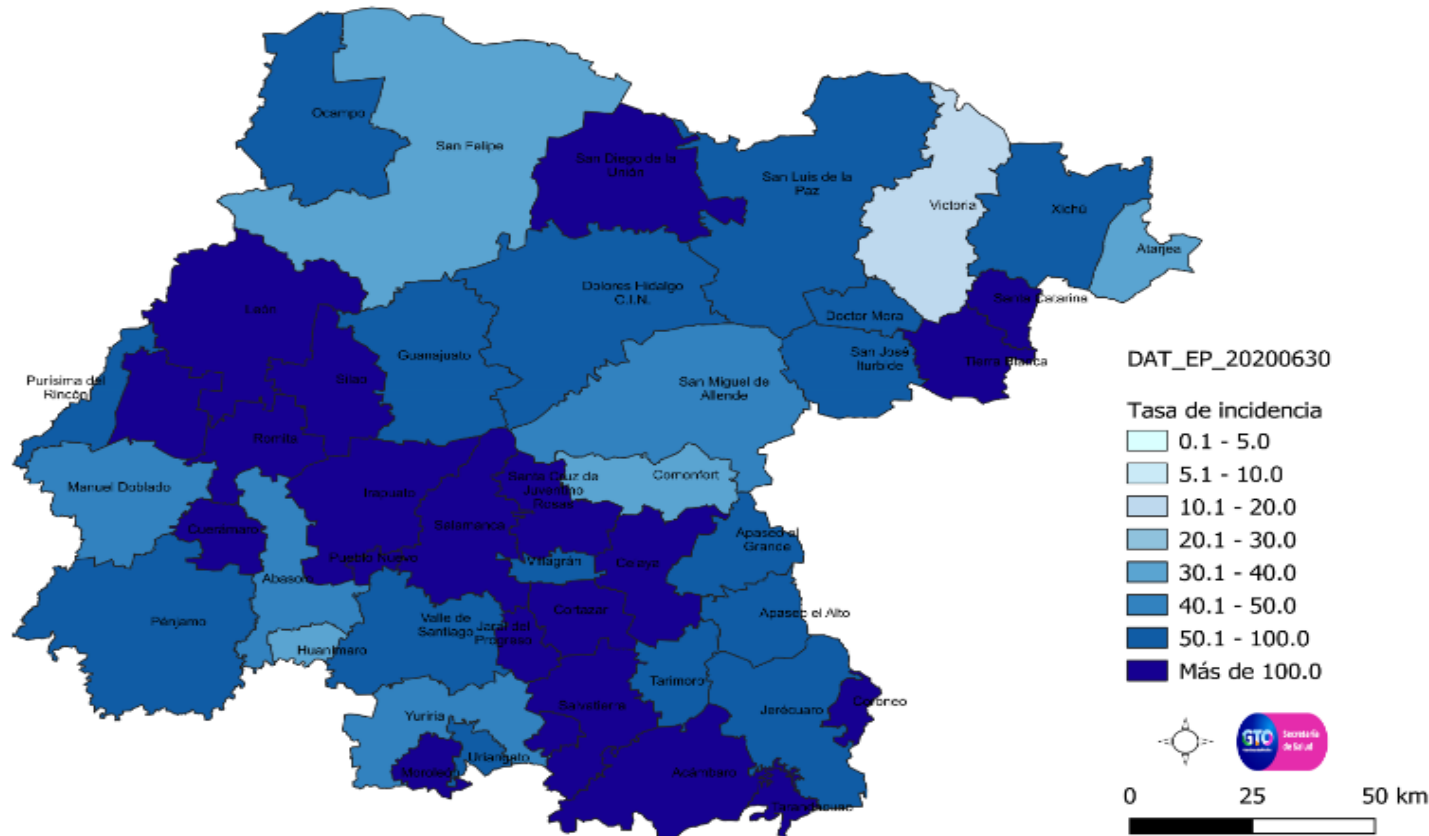 Ocampo
San Felipe
San Diego de la
Unión
San Luis de la
Paz
Victoria
Xichú
Atarjea
León
Dolores Hidalgo
C.I.N.
Santa Catarina
Doctor Mora
Guanajuato
San José
Iturbide
Tierra Blanca
Purísima del
Rincón
Silao
San Miguel de
Allende
Romita
Manuel Doblado
Irapuato
Santa Cruz de
Juventino
Rosas
Comonfort
Cuerámaro
Salamanca
Apaseo el
Grande
Pueblo Nuevo
Villagrán
Celaya
Abasolo
Pénjamo
Valle de
Santiago
Jaral del
Progreso
Cortazar
Apaseo el Alto
Huanímaro
Tarimoro
Yuriria
Salvatierra
Jerécuaro
Coroneo
Uriangato
Moroleón
Acámbaro
Tarandacuao
DAT_EP_20200630
Tasa de incidencia
0.1 - 5.0
5.1 - 10.0
10.1 - 20.0
20.1 - 30.0
30.1 - 40.0
40.1 - 50.0
50.1 - 100.0
Más de 100.0
GTO
Secretaría
de Salud
0 25 50 km